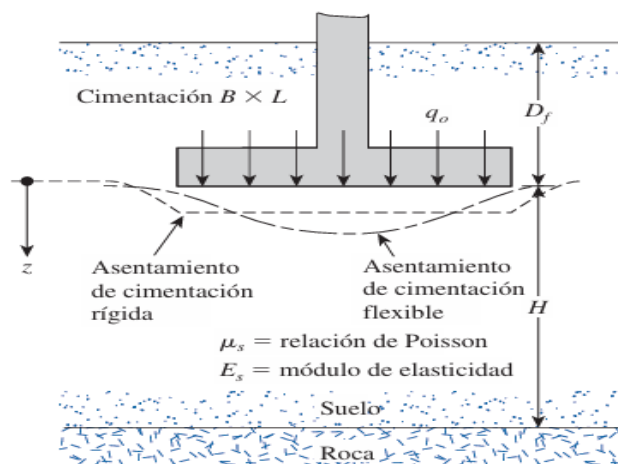 Cimentación B × L
q_o
D_f
z
Asentamiento
de cimentación
rígida
Asentamiento
de cimentación
flexible
H
μ_s = relación de Poisson
E_s = módulo de elasticidad
Suelo
Roca